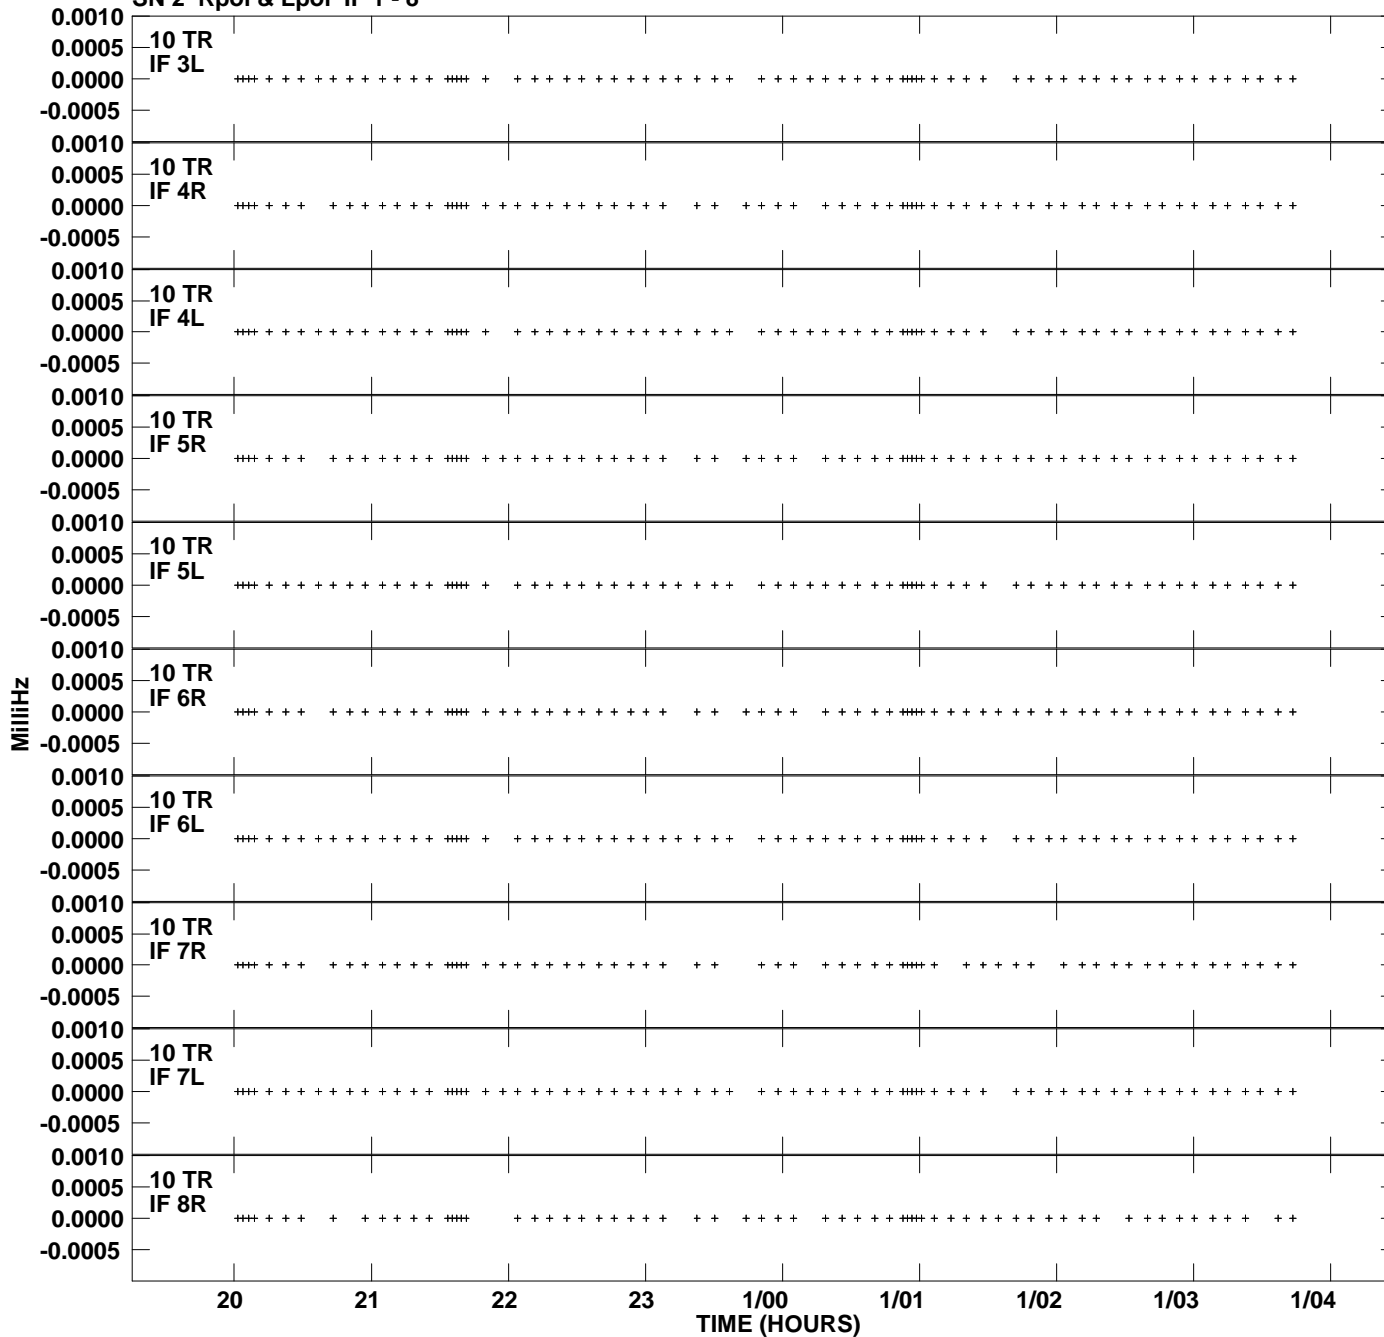 SN 2 Rpol & Lpol IF 1 - 8
0.0010
10 TR
0.0005
IF 3L
0.0000
-0.0005
0.0010
10 TR
0.0005
IF 4R
0.0000
-0.0005
0.0010
10 TR
0.0005
IF 4L
0.0000
-0.0005
0.0010
10 TR
0.0005
IF 5R
0.0000
-0.0005
0.0010
10 TR
0.0005
IF 5L
0.0000
-0.0005
0.0010
10 TR
0.0005
IF 6R
0.0000
-0.0005
MilliHz
0.0010
10 TR
0.0005
IF 6L
0.0000
-0.0005
0.0010
10 TR
0.0005
IF 7R
0.0000
-0.0005
0.0010
10 TR
0.0005
IF 7L
0.0000
-0.0005
0.0010
10 TR
0.0005
IF 8R
0.0000
-0.0005
20 21 22 23 1/00 1/01 1/02 1/03 1/04
TIME (HOURS)